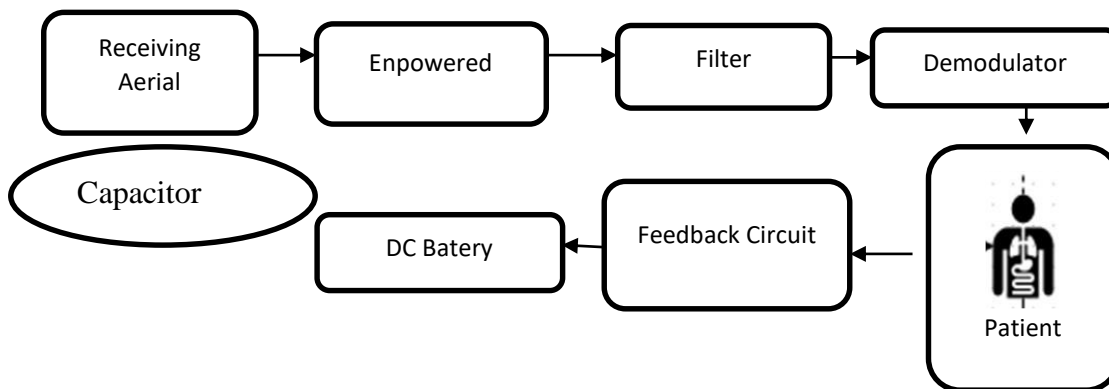 Receiving
Aerial
Enpowered
Filter
Demodulator
Capacitor
DC Batery
Feedback Circuit
Patient